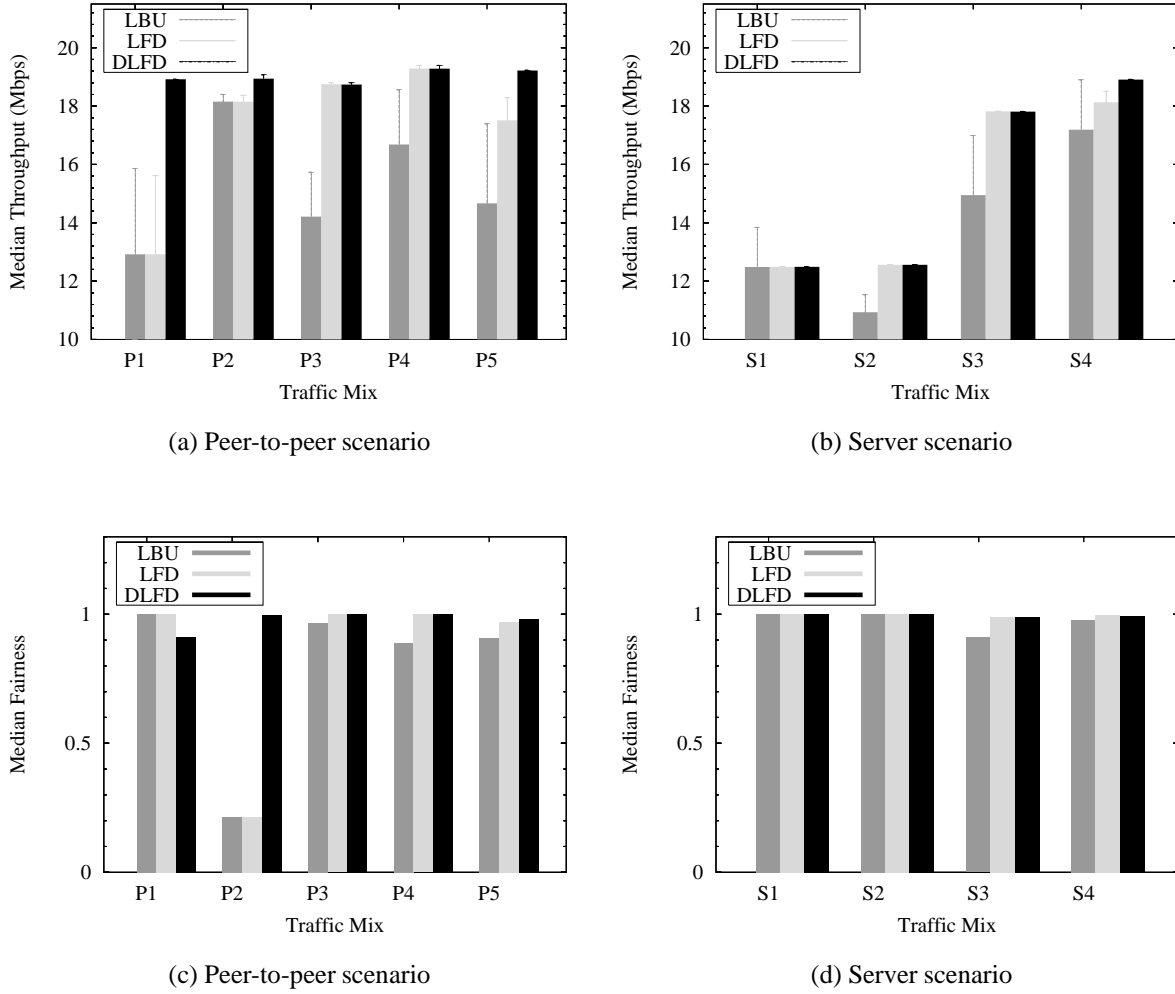 LBU
LFD
DLFD
20
18
16
14
12
10
Median Throughput (Mbps)
P1 P2 P3 P4 P5
Traffic Mix
(a) Peer-to-peer scenario
LBU
LFD
DLFD
20
18
16
14
12
10
Median Throughput (Mbps)
S1 S2 S3 S4
Traffic Mix
(b) Server scenario
LBU
LFD
DLFD
1
0.5
0
Median Fairness
P1 P2 P3 P4 P5
Traffic Mix
(c) Peer-to-peer scenario
LBU
LFD
DLFD
1
0.5
0
Median Fairness
S1 S2 S3 S4
Traffic Mix
(d) Server scenario